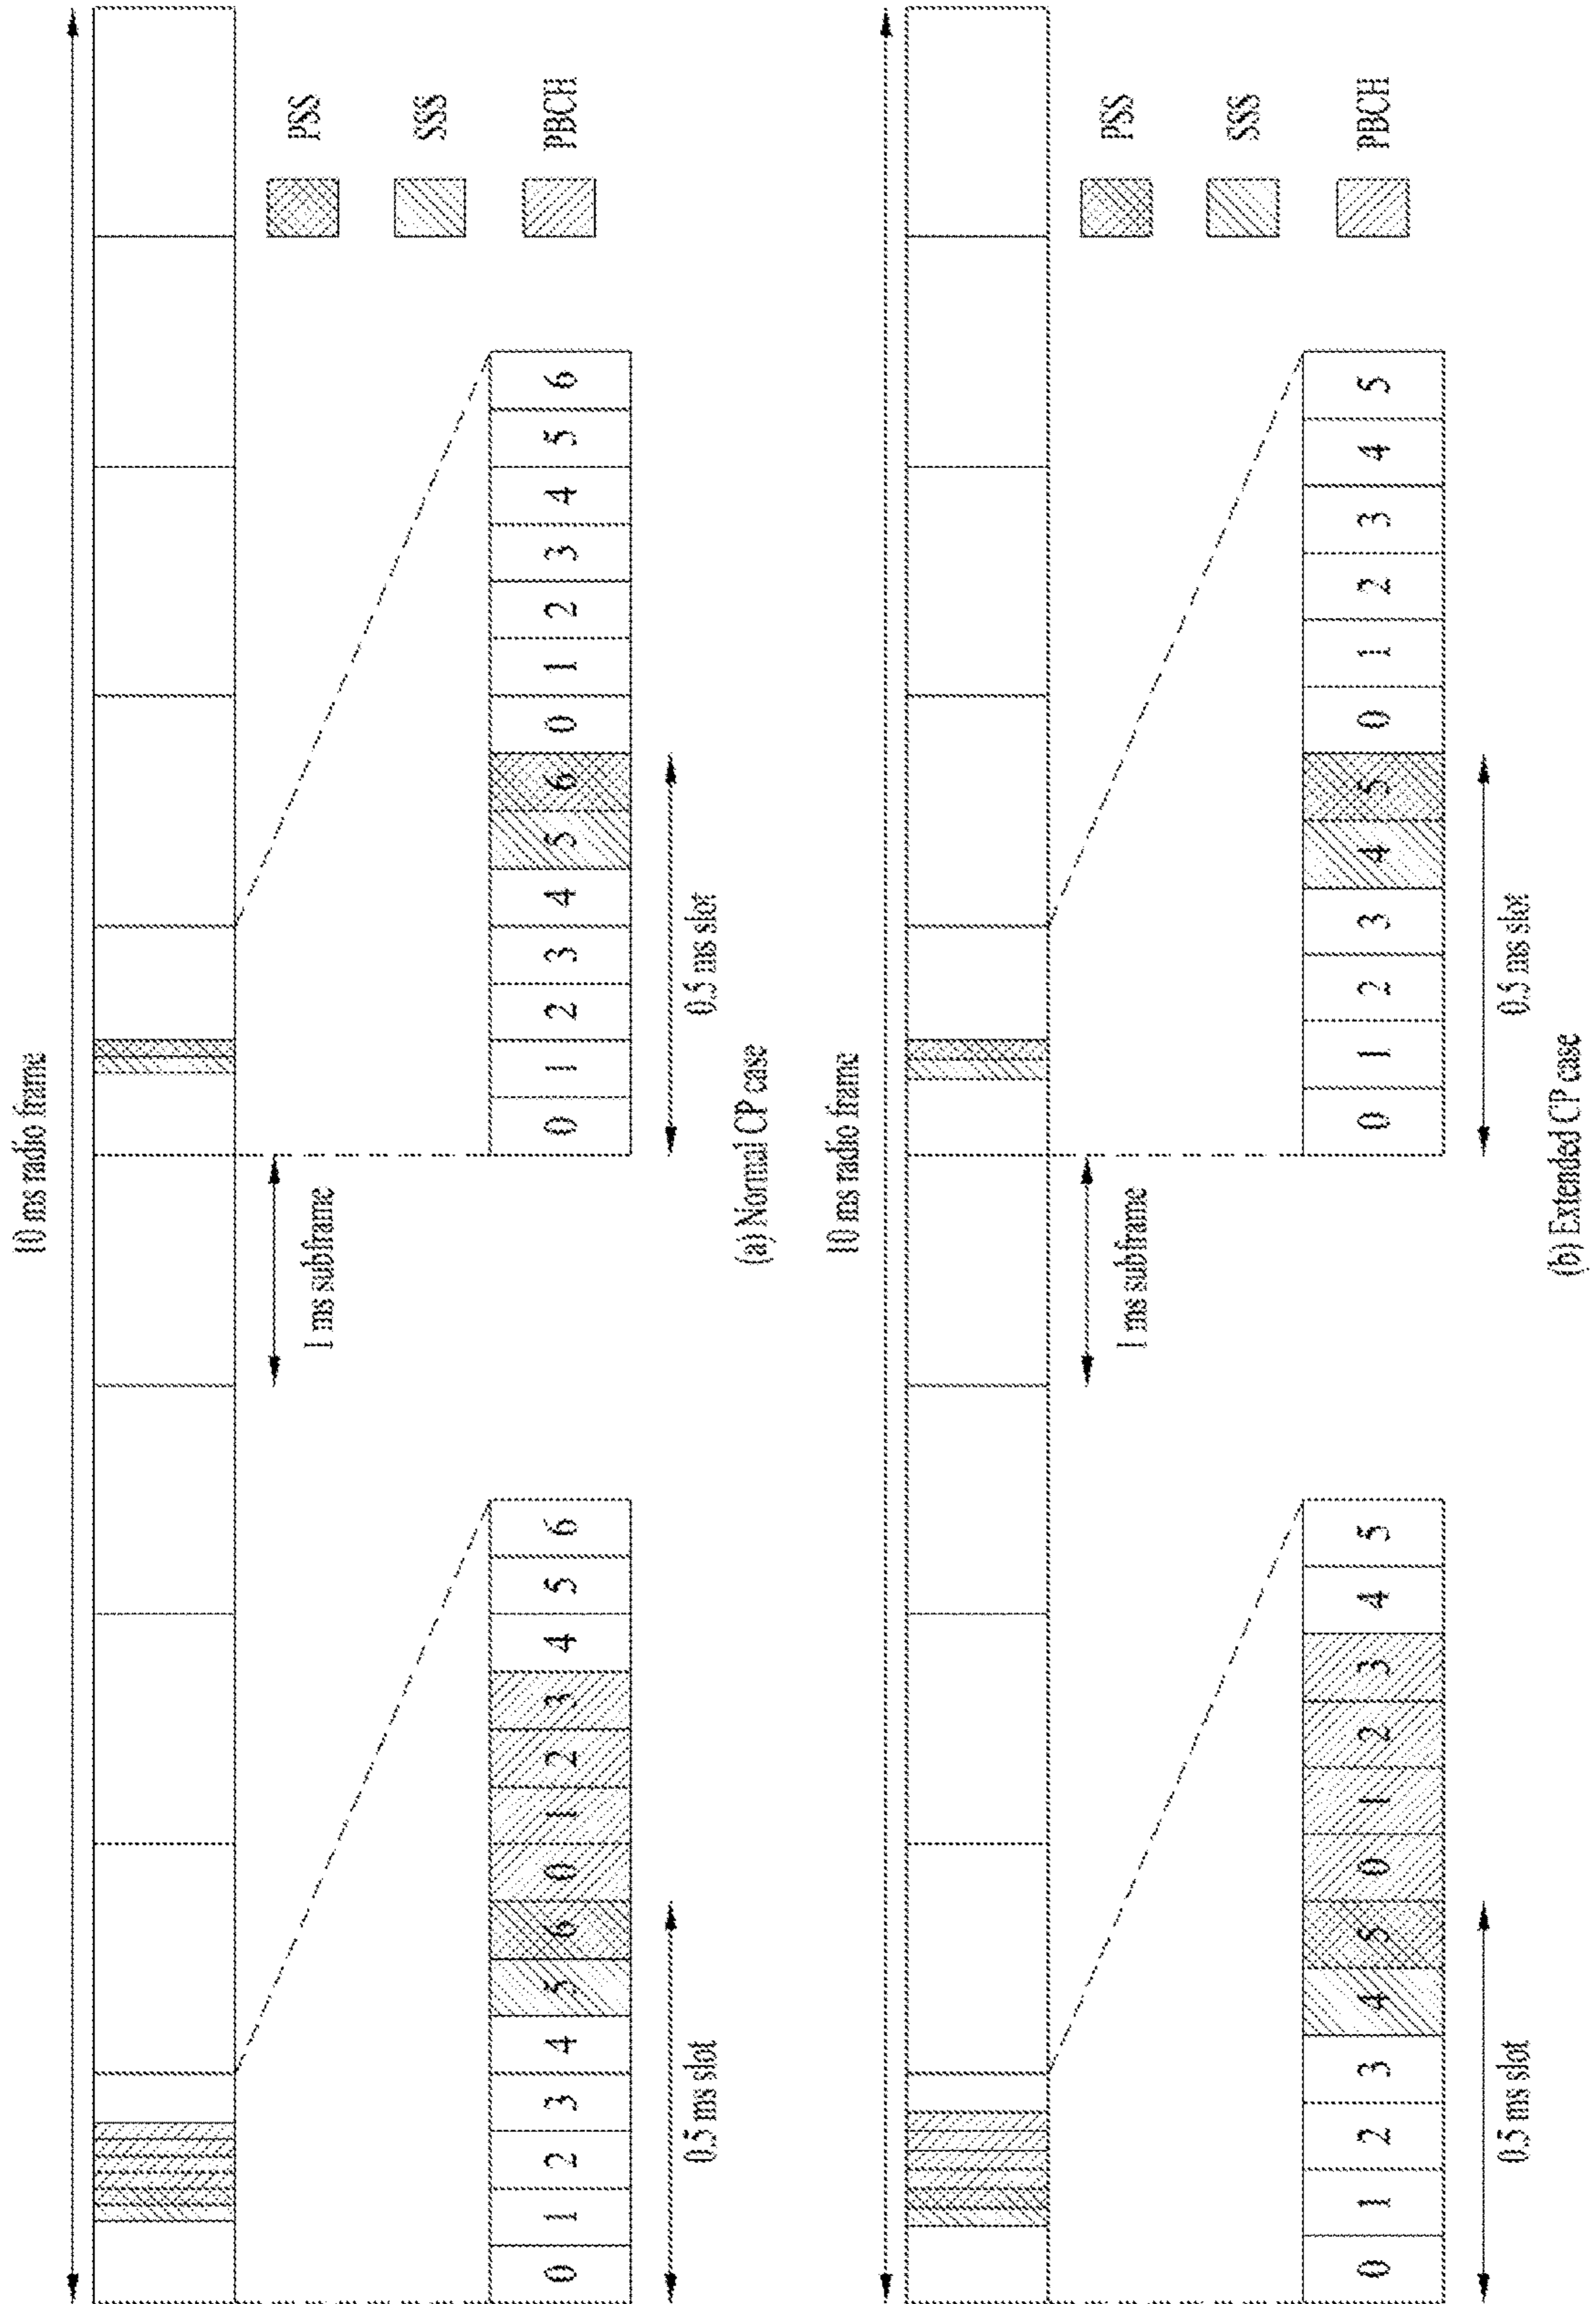 10 ms radio frame
PSS
SSS
PBCH
1 ms subframe
0 1 2 3 4 5 6 0 1 2 3 4 5 6
0 1 2 3 4 5 6 0 1 2 3 4 5 6
0.5 ms slot
0.5 ms slot
(a) Normal CP case
10 ms radio frame
PSS
SSS
PBCH
1 ms subframe
0 1 2 3 4 5 0 1 2 3 4 5
0 1 2 3 4 5 0 1 2 3 4 5
0.5 ms slot
0.5 ms slot
(b) Extended CP case